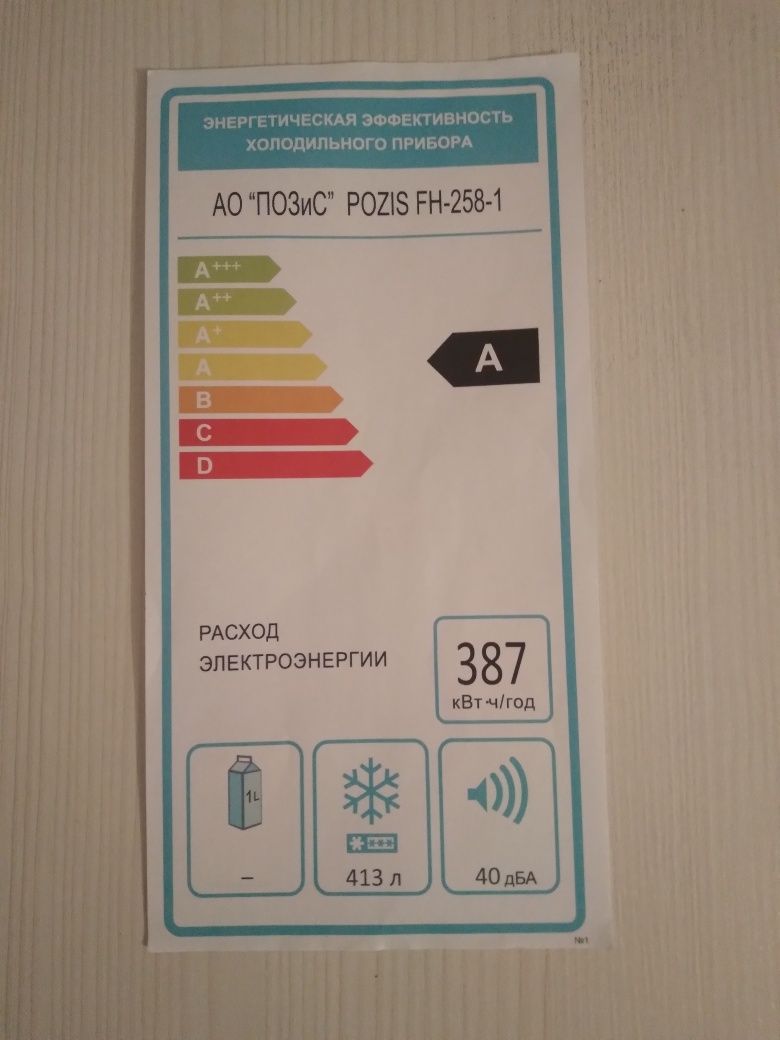 ЭНЕРГЕТИЧЕСКАЯ ЭФФЕКТИВНОСТЬ
ХОЛОДИЛЬНОГО ПРИБОРА
АО "ПОЗиС" POZIS FH-258-1
A+++
A++
A+
A
B
C
D
A
РАСХОД
ЭЛЕКТРОЭНЕРГИИ
387
кВт·ч/год
1L
–
413 л
40 дБА
№1